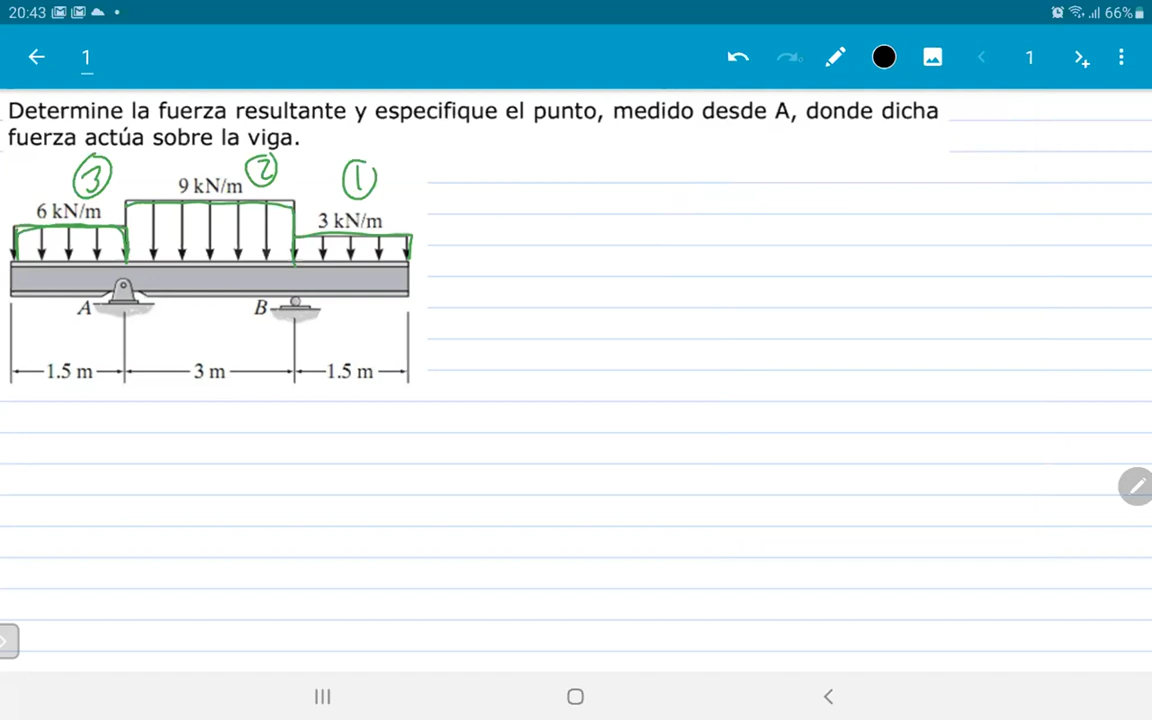 20:43 66%
1 1
Determine la fuerza resultante y especifique el punto, medido desde A, donde dicha
fuerza actúa sobre la viga.
3 2 1
6 kN/m 9 kN/m 3 kN/m
A B
1.5 m 3 m 1.5 m